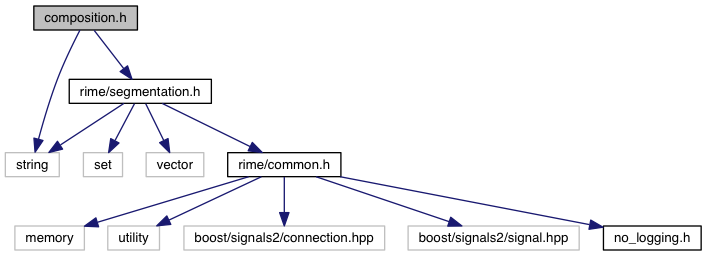 composition.h
rime/segmentation.h
string
set
vector
rime/common.h
memory
utility
boost/signals2/connection.hpp
boost/signals2/signal.hpp
no_logging.h